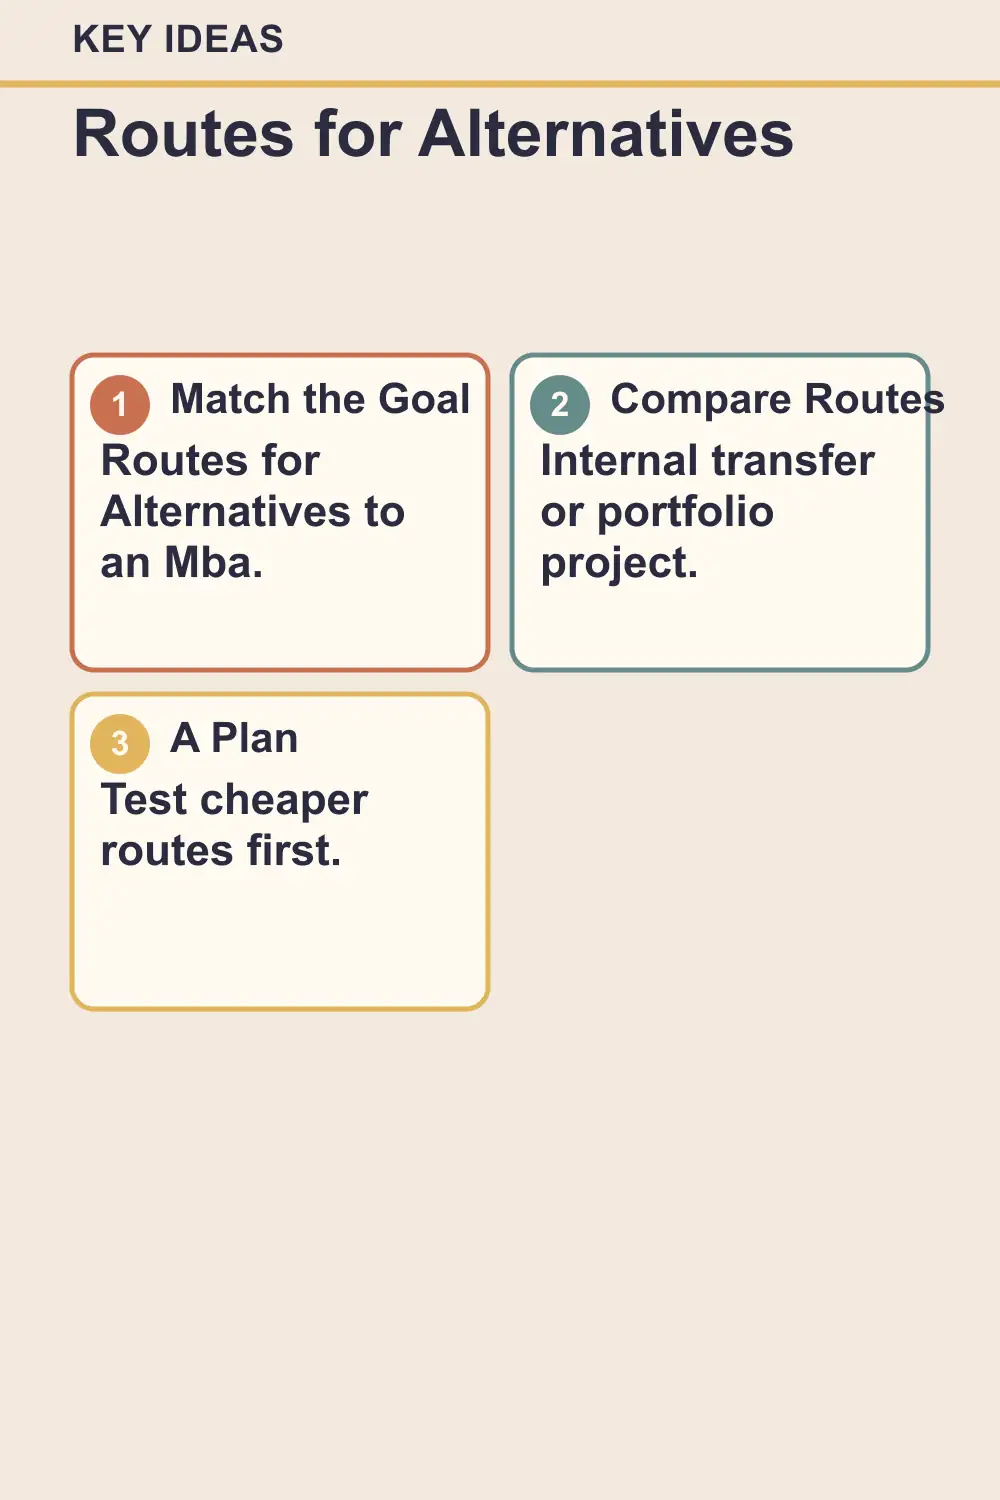 KEY IDEAS
Routes for Alternatives
1 Match the Goal
Routes for
Alternatives to
an Mba.
2 Compare Routes
Internal transfer
or portfolio
project.
3 A Plan
Test cheaper
routes first.